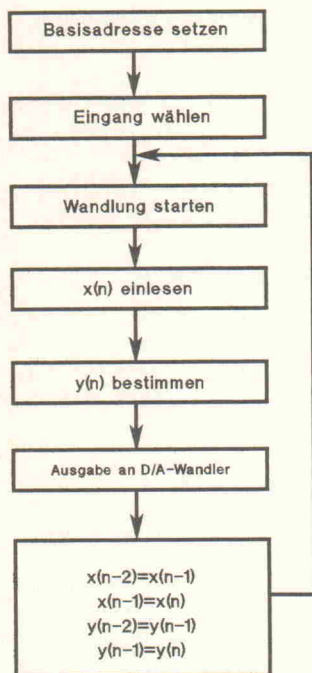 Basisadresse setzen
Eingang wählen
Wandlung starten
x(n) einlesen
y(n) bestimmen
Ausgabe an D/A-Wandler
x(n-2)=x(n-1)
x(n-1)=x(n)
y(n-2)=y(n-1)
y(n-1)=y(n)